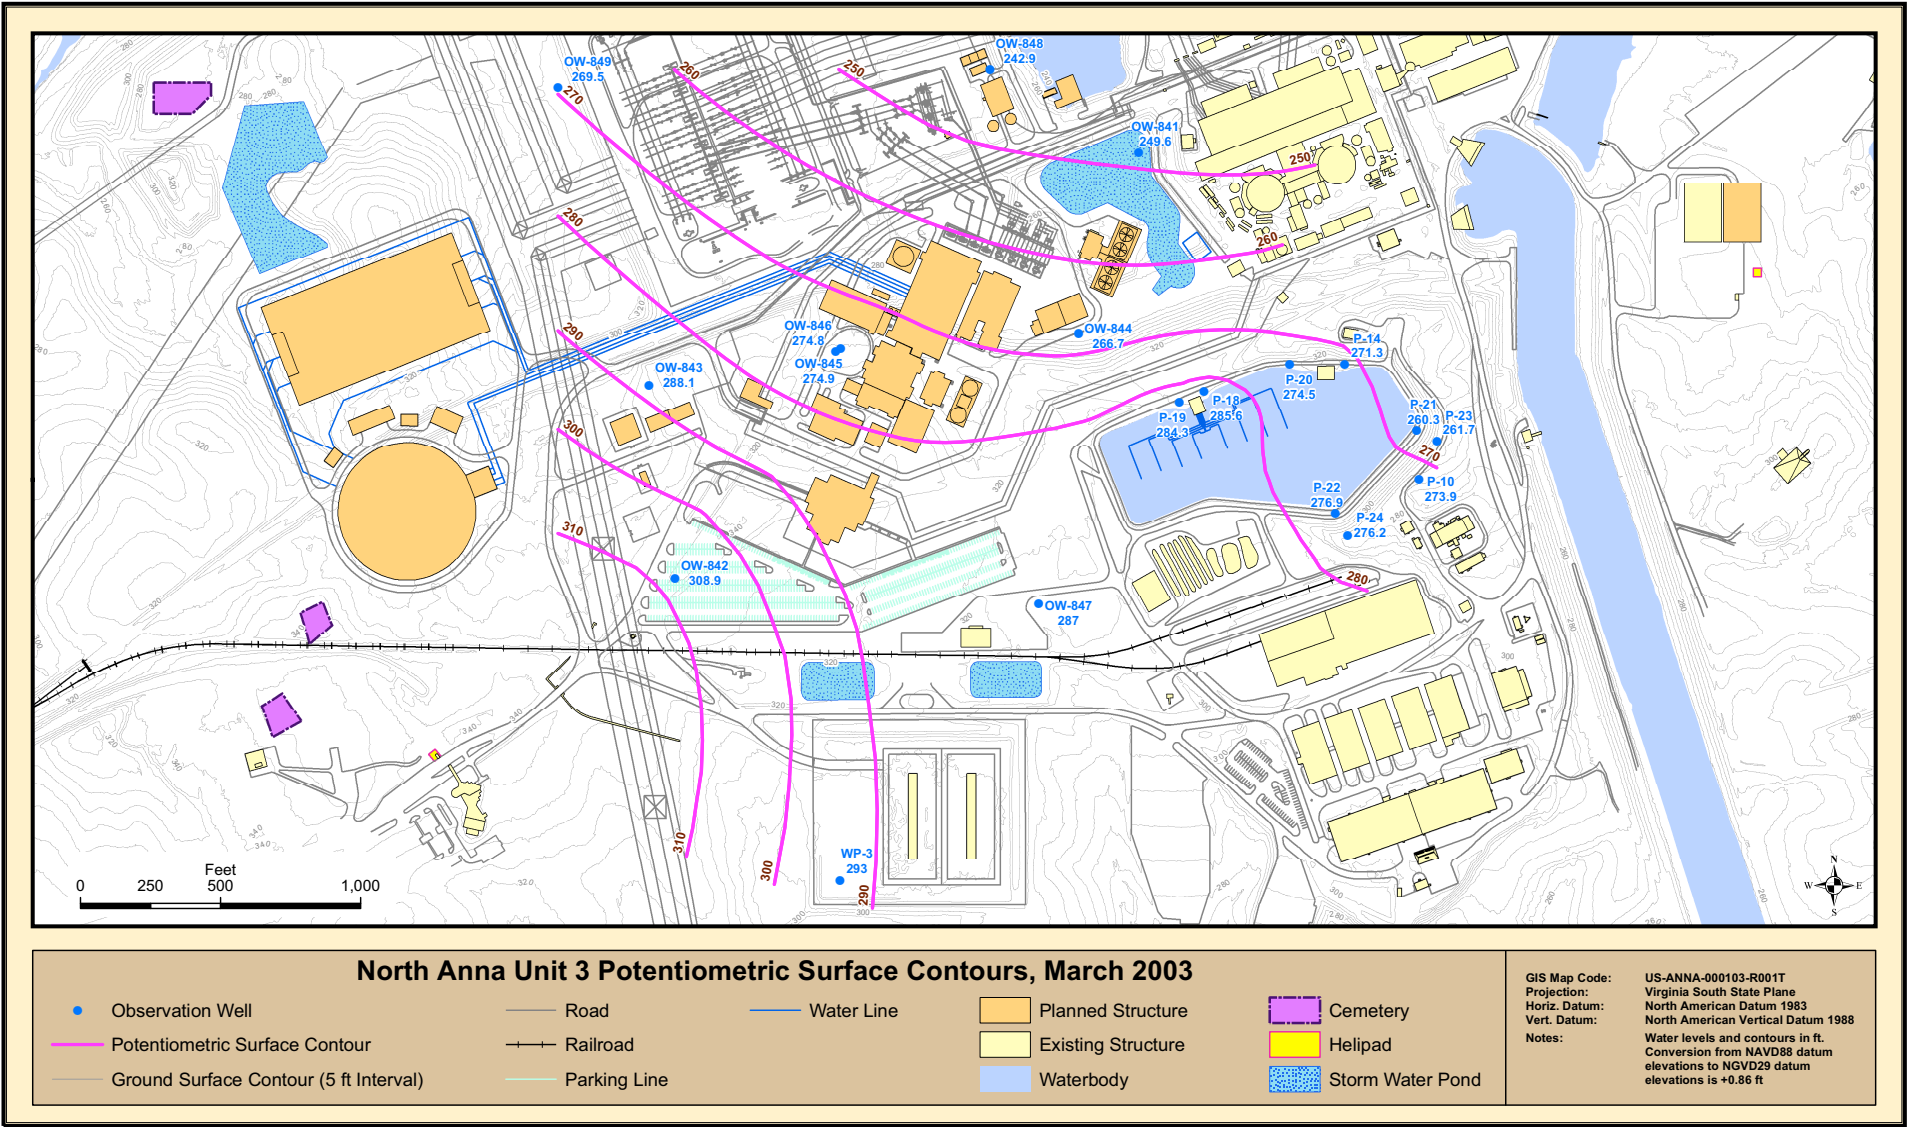 OW-849
269.5
270
260
250
OW-848
242.9
OW-841
249.6
250
260
280
290
300
310
OW-846
274.8
OW-845
274.9
OW-843
288.1
OW-844
266.7
P-14
271.3
P-20
274.5
P-18
285.6
P-19
284.3
P-21
260.3
P-23
261.7
270
P-10
273.9
P-22
276.9
P-24
276.2
280
OW-842
308.9
OW-847
287
WP-3
293
310
300
290
Feet
0 250 500 1,000
N
W E
S
North Anna Unit 3 Potentiometric Surface Contours, March 2003
Observation Well
Potentiometric Surface Contour
Ground Surface Contour (5 ft Interval)
Road
Railroad
Parking Line
Water Line
Planned Structure
Existing Structure
Waterbody
Cemetery
Helipad
Storm Water Pond
GIS Map Code: US-ANNA-000103-R001T
Projection: Virginia South State Plane
Horiz. Datum: North American Datum 1983
Vert. Datum: North American Vertical Datum 1988
Notes: Water levels and contours in ft.
Conversion from NAVD88 datum
elevations to NGVD29 datum
elevations is +0.86 ft